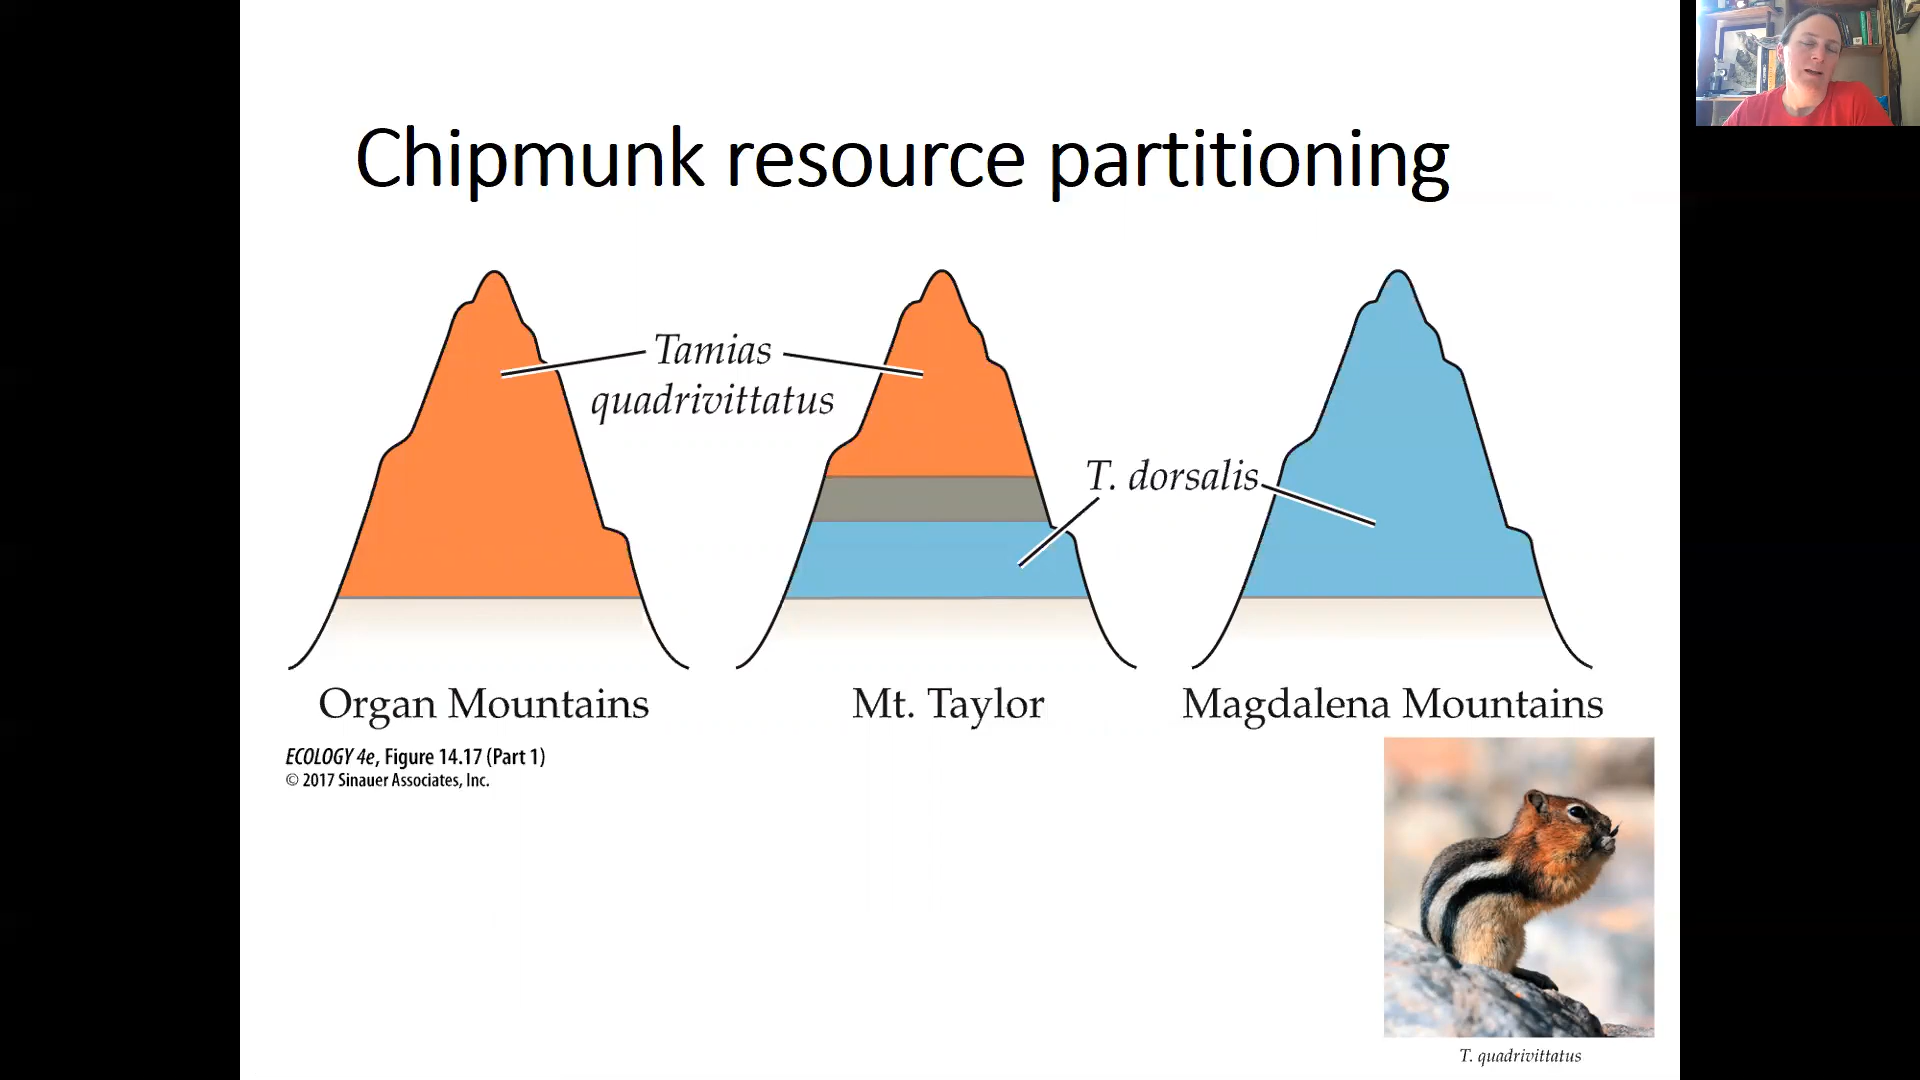 Chipmunk resource partitioning
Tamias
quadrivittatus
T. dorsalis
Organ Mountains
Mt. Taylor
Magdalena Mountains
ECOLOGY 4e, Figure 14.17 (Part 1)
© 2017 Sinauer Associates, Inc.
T. quadrivittatus